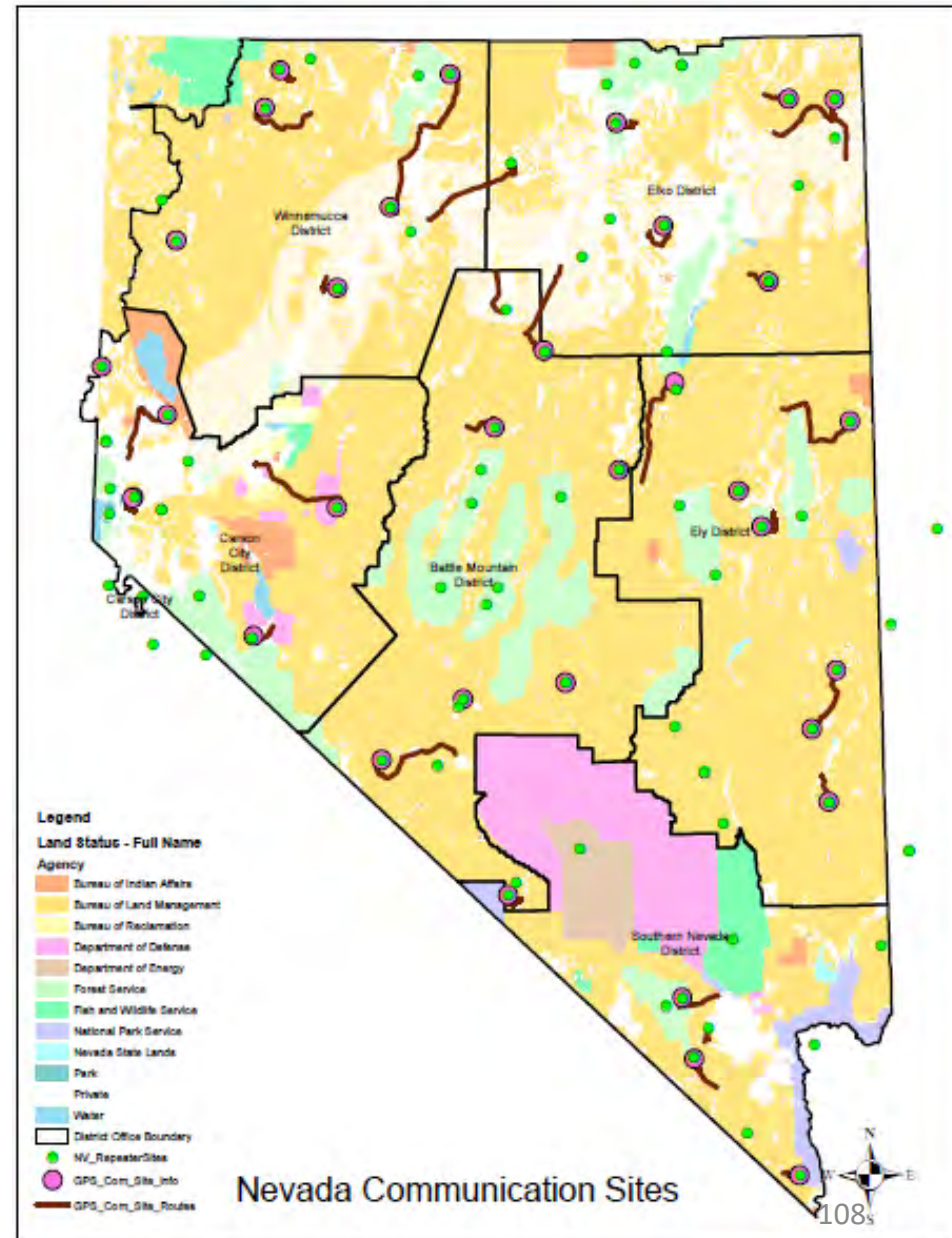 Winnemucca
District
Elko District
Carson
City
District
Battle Mountain
District
Ely District
Carson City
District
Southern Nevada
District
Legend
Land Status - Full Name
Agency
Bureau of Indian Affairs
Bureau of Land Management
Bureau of Reclamation
Department of Defense
Department of Energy
Forest Service
Fish and Wildlife Service
National Park Service
Nevada State Lands
Park
Private
Water
District Office Boundary
NV_RepeaterSites
GPS_Com_Site_Info
GPS_Com_Site_Routes
Nevada Communication Sites
N
W
E
S
108